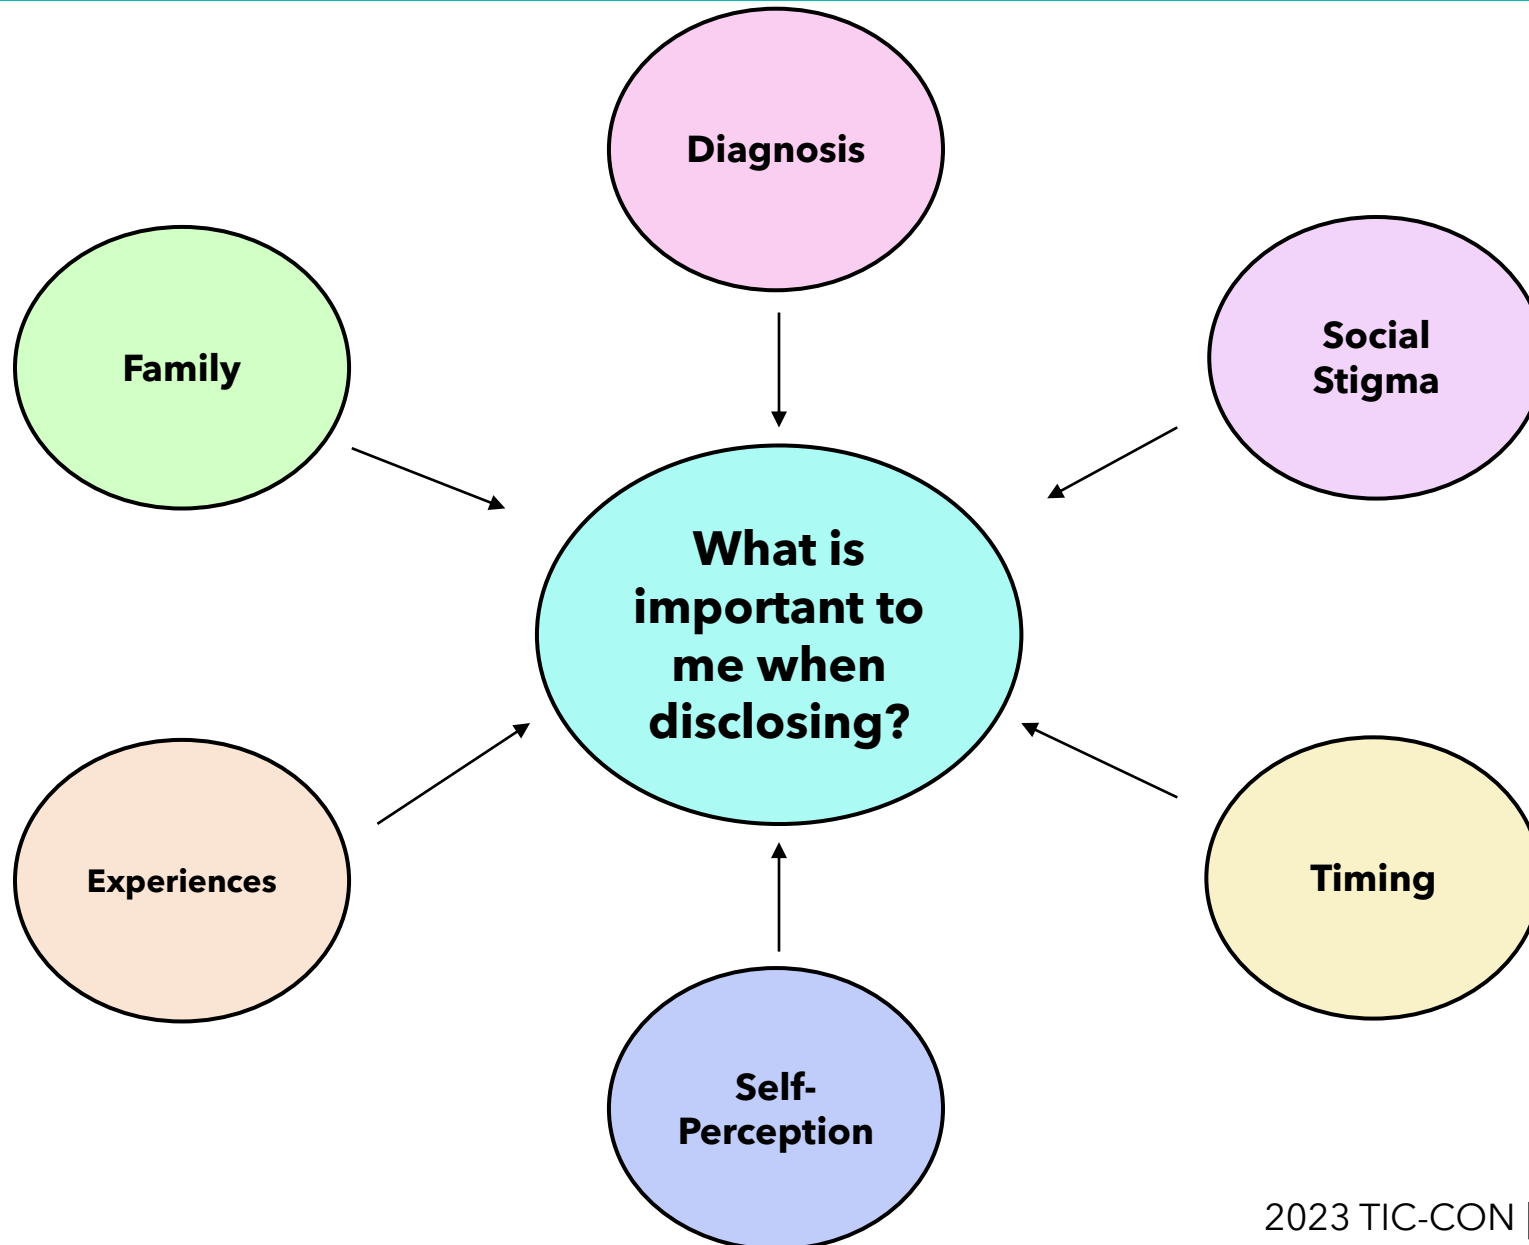 Diagnosis
Social
Stigma
Family
What is
important to
me when
disclosing?
Experiences
Timing
Self-
Perception
2023 TIC-CON |